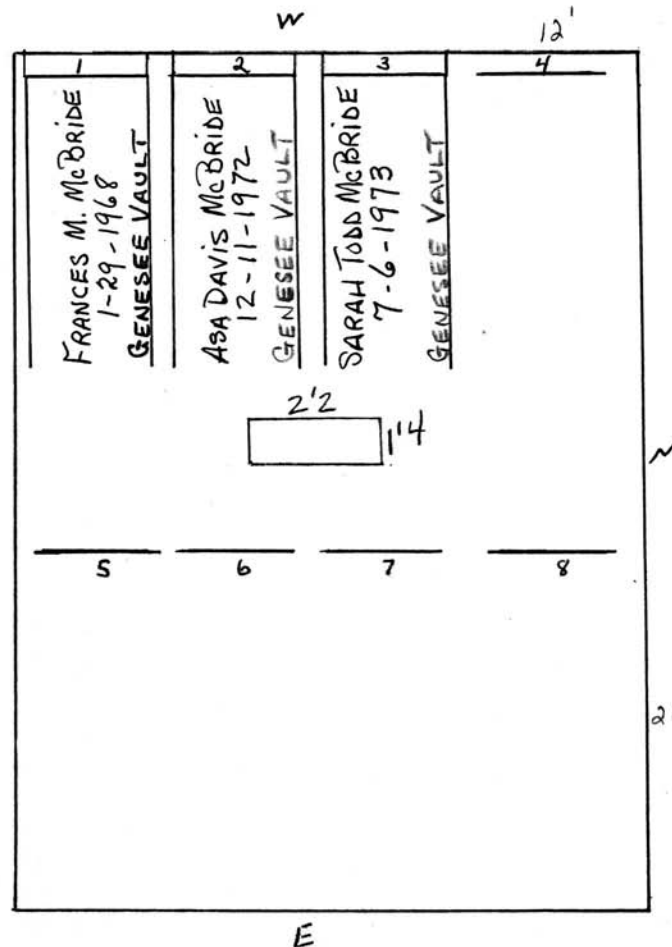 W
12'
1
2
3
4
FRANCES M. McBRIDE
1-29-1968
GENESEE VAULT
ASA DAVIS McBRIDE
12-11-1972
GENESEE VAULT
SARAH TODD McBRIDE
7-6-1973
GENESEE VAULT
2'2
1'4
N
5
6
7
8
2
E